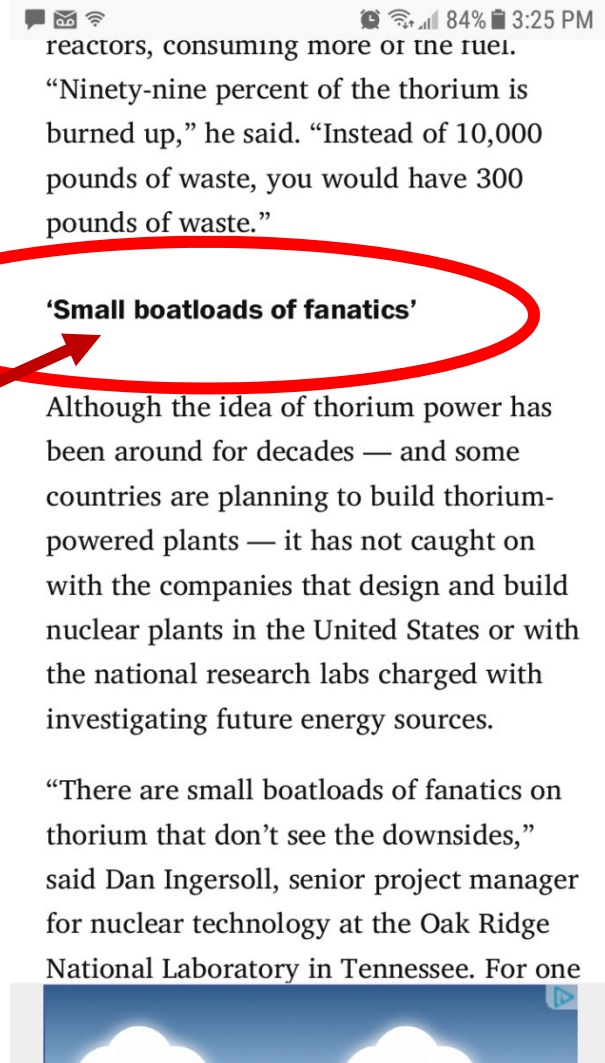 84% 3:25 PM
reactors, consuming more of the fuel.
“Ninety-nine percent of the thorium is
burned up,” he said. “Instead of 10,000
pounds of waste, you would have 300
pounds of waste.”
‘Small boatloads of fanatics’
Although the idea of thorium power has
been around for decades — and some
countries are planning to build thorium-
powered plants — it has not caught on
with the companies that design and build
nuclear plants in the United States or with
the national research labs charged with
investigating future energy sources.
“There are small boatloads of fanatics on
thorium that don’t see the downsides,”
said Dan Ingersoll, senior project manager
for nuclear technology at the Oak Ridge
National Laboratory in Tennessee. For one